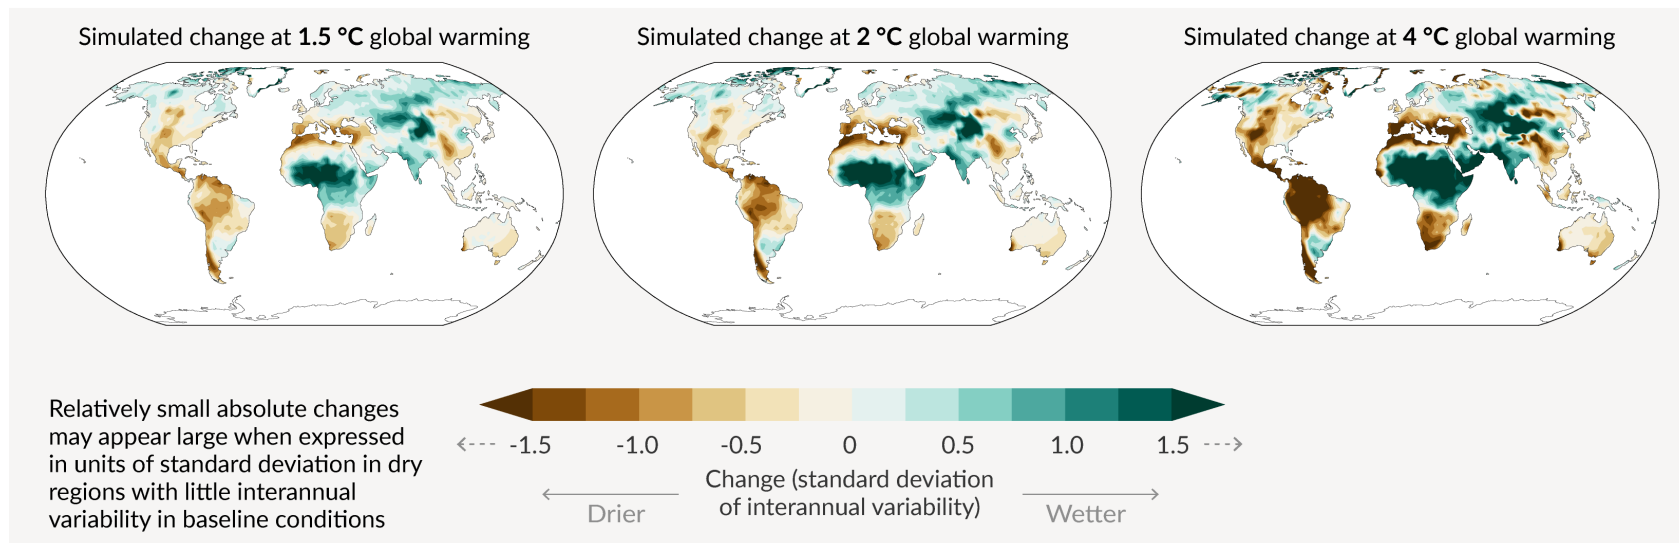 Simulated change at 1.5 °C global warming
Simulated change at 2 °C global warming
Simulated change at 4 °C global warming
Relatively small absolute changes
may appear large when expressed
in units of standard deviation in dry
regions with little interannual
variability in baseline conditions
-1.5 -1.0 -0.5 0 0.5 1.0 1.5
Change (standard deviation
of interannual variability)
Drier
Wetter